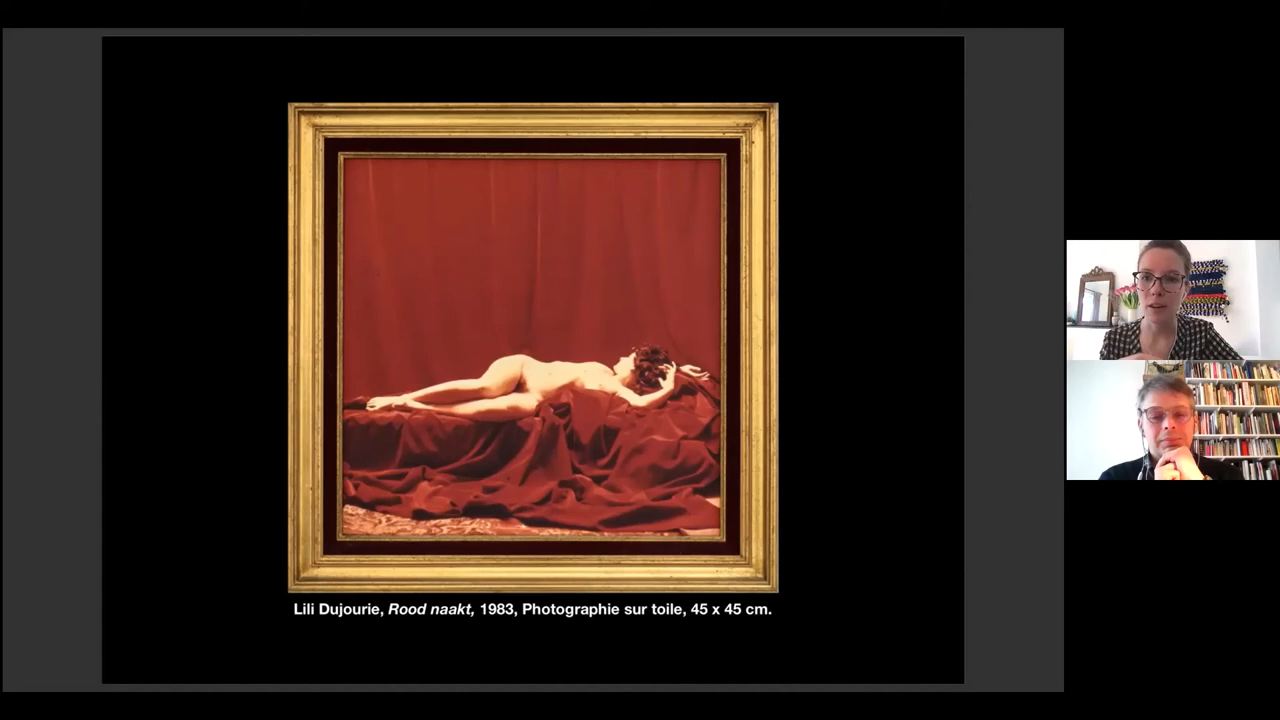 Lili Dujourie, Rood naakt, 1983, Photographie sur toile, 45 x 45 cm.